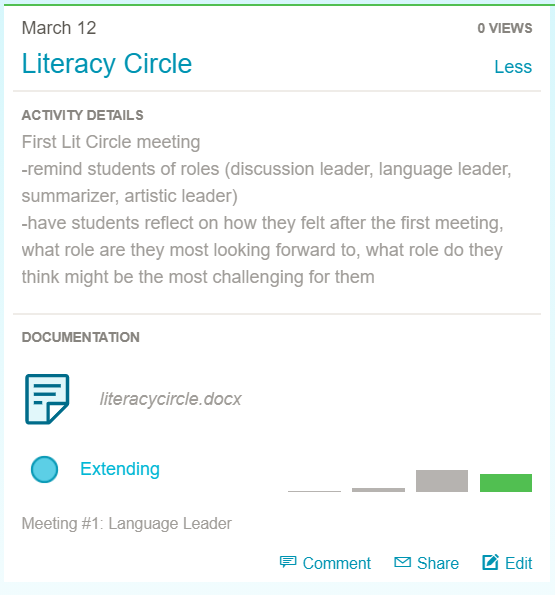 March 12
0 VIEWS
Literacy Circle
Less
ACTIVITY DETAILS
First Lit Circle meeting
-remind students of roles (discussion leader, language leader,
summarizer, artistic leader)
-have students reflect on how they felt after the first meeting,
what role are they most looking forward to, what role do they
think might be the most challenging for them
DOCUMENTATION
literacycircle.docx
Extending
Meeting #1: Language Leader
Comment
Share
Edit